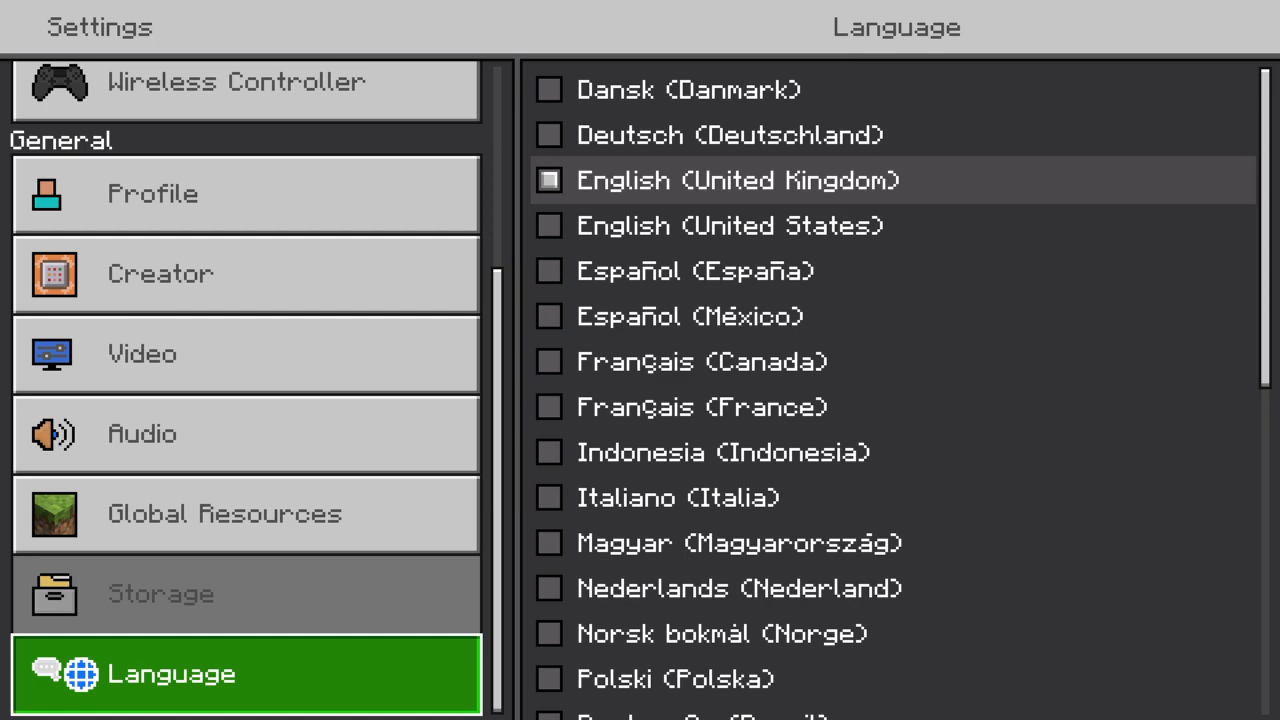 Settings
Language
Wireless Controller
General
Profile
Creator
Video
Audio
Global Resources
Storage
Language
Dansk (Danmark)
Deutsch (Deutschland)
English (United Kingdom)
English (United States)
Español (España)
Español (México)
Français (Canada)
Français (France)
Indonesia (Indonesia)
Italiano (Italia)
Magyar (Magyarország)
Nederlands (Nederland)
Norsk bokmål (Norge)
Polski (Polska)